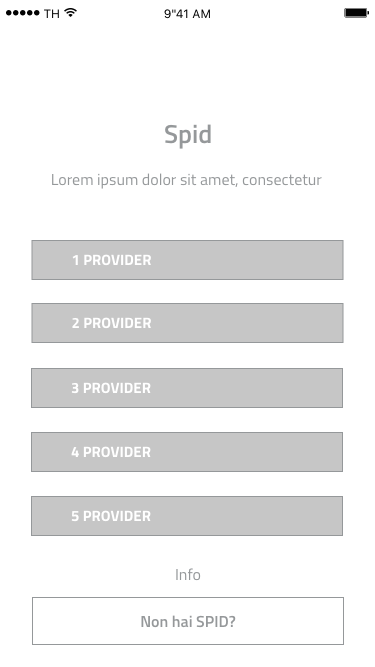 TH 9"41 AM
Spid
Lorem ipsum dolor sit amet, consectetur
1 PROVIDER
2 PROVIDER
3 PROVIDER
4 PROVIDER
5 PROVIDER
Info
Non hai SPID?